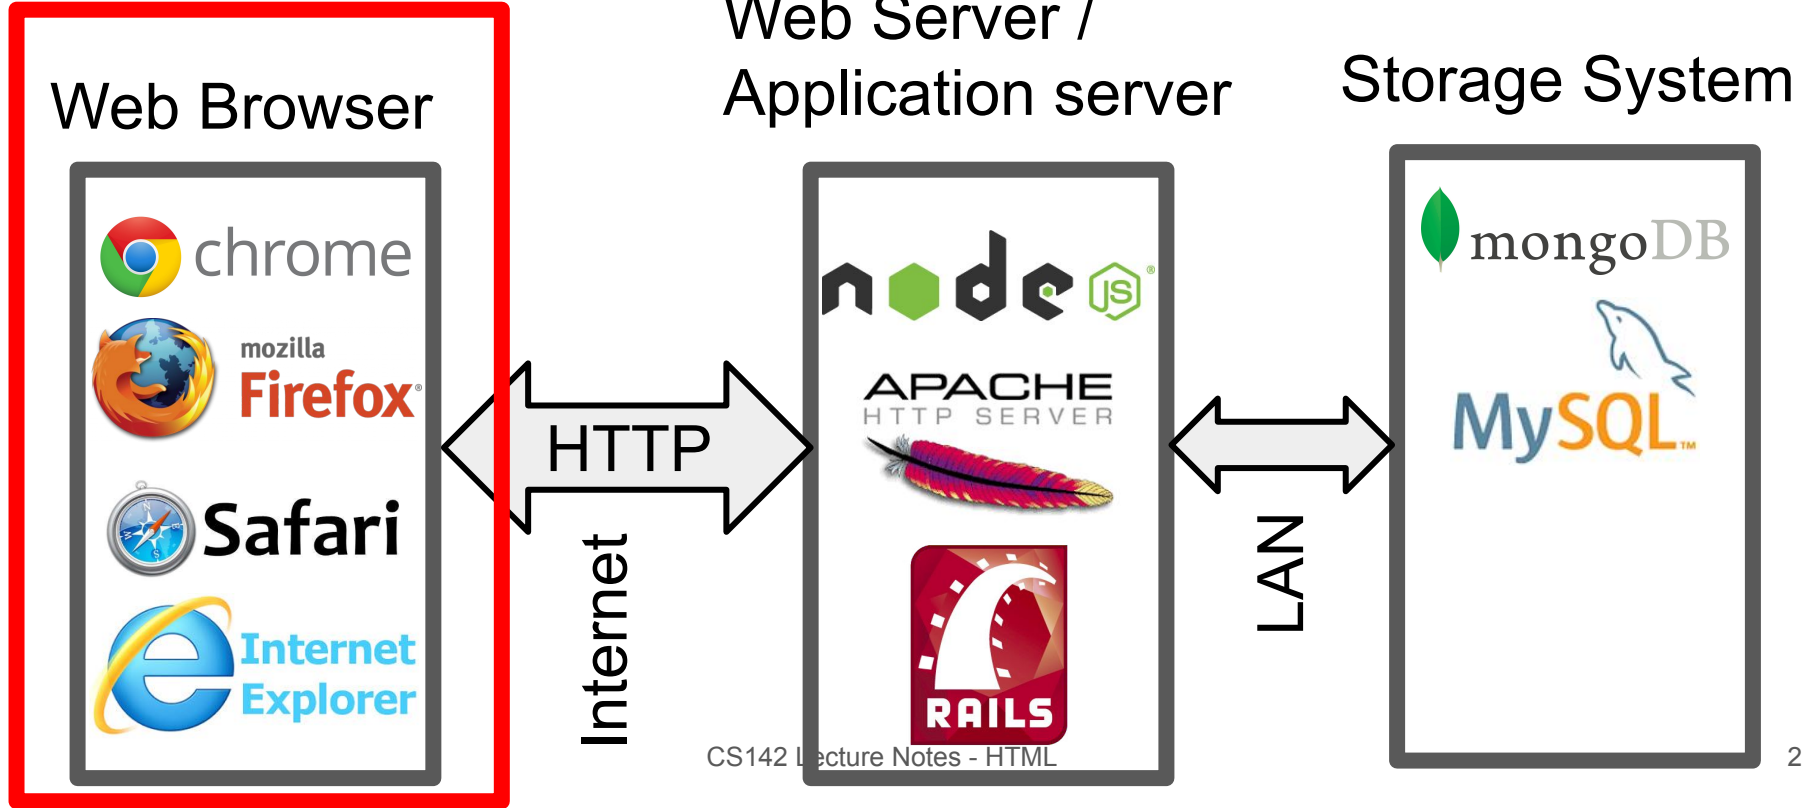 Web Browser
chrome
mozilla
Firefox®
Safari
Internet
Explorer
HTTP
Internet
Web Server /
Application server
node JS®
APACHE
HTTP SERVER
RAILS
LAN
Storage System
mongoDB
MySQL™
CS142 Lecture Notes - HTML
2